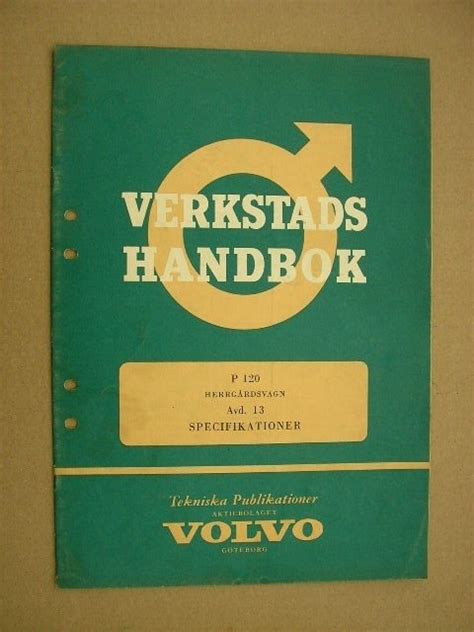 VERKSTADS
HANDBOK
P 120
HERRGÅRDSVAGN
Avd. 13
SPECIFIKATIONER
Tekniska Publikationer
AKTIEBOLAGET
VOLVO
GÖTEBORG